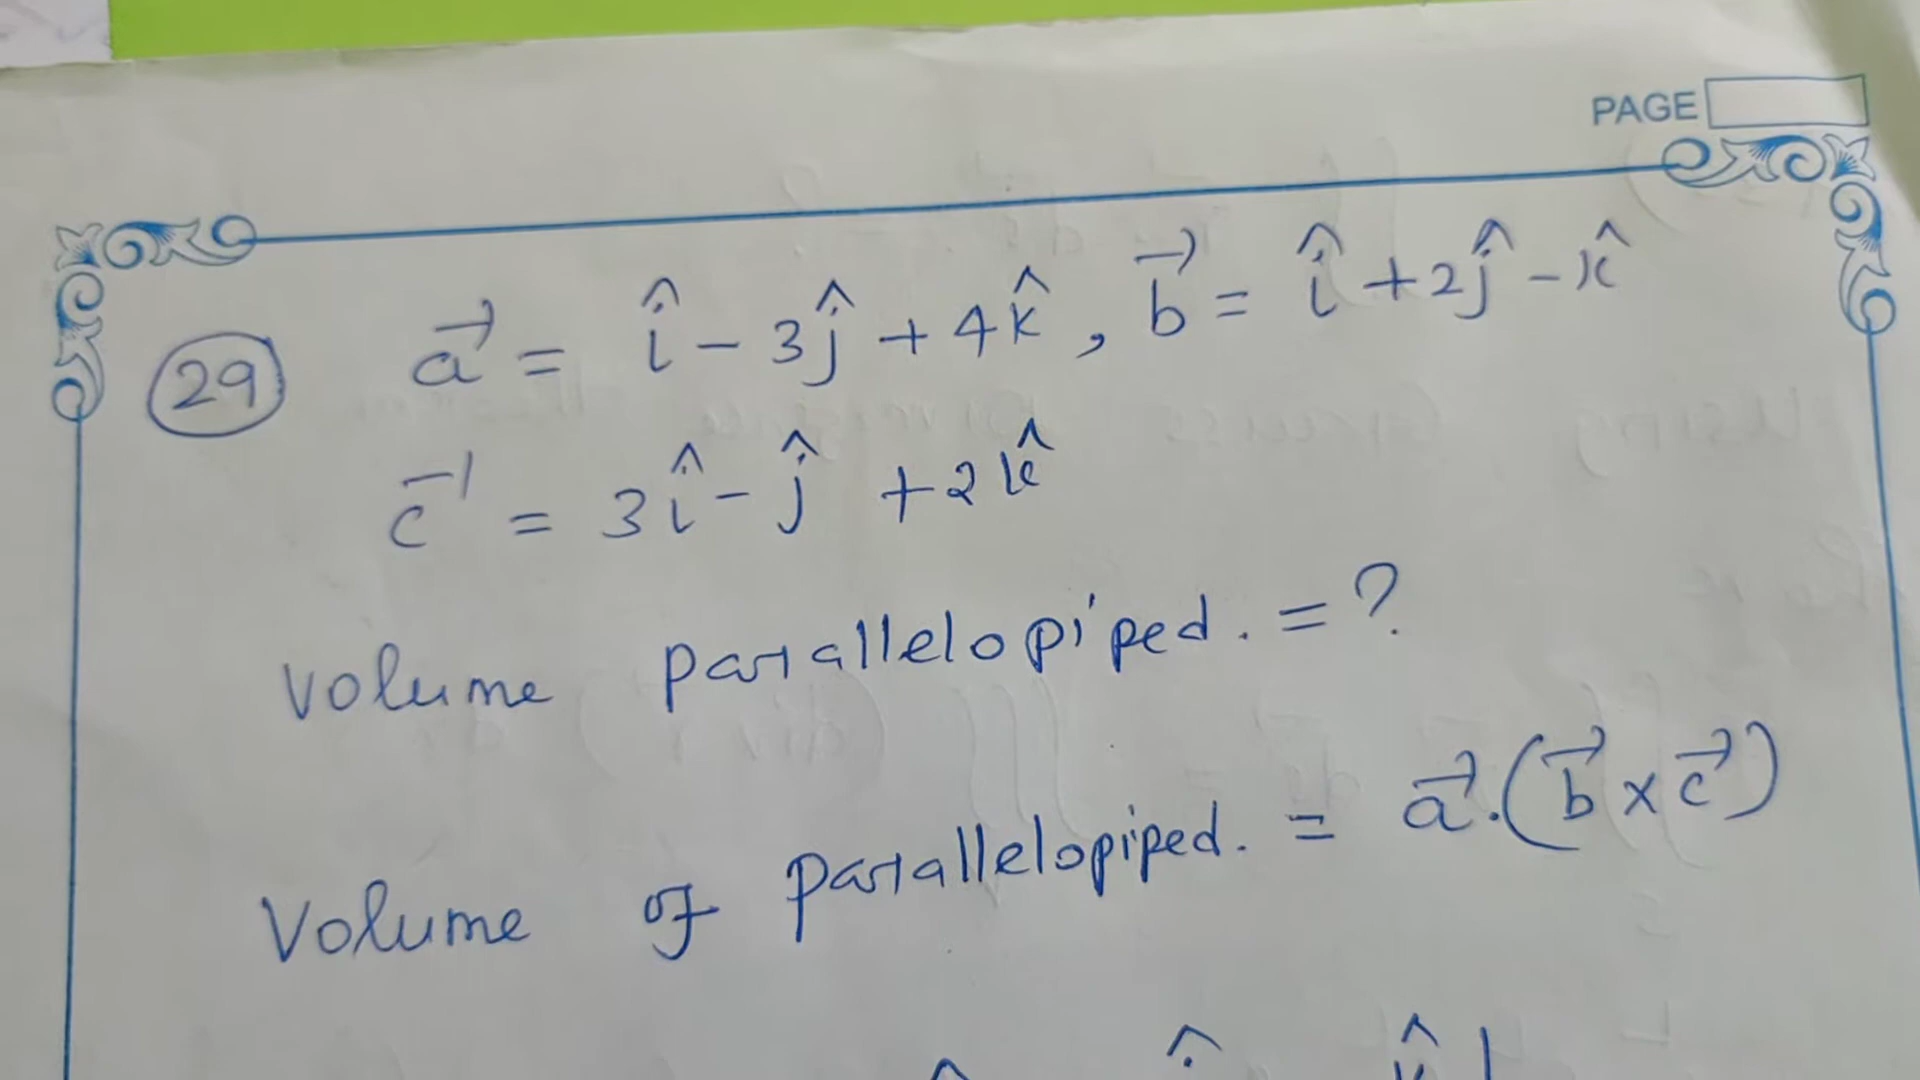 PAGE
(29) a⃗ = î - 3ĵ + 4k̂ , b⃗ = î + 2ĵ - k̂
c⃗ = 3î - ĵ + 2k̂
Volume parallelopiped. = ?
Volume of parallelopiped. = a⃗.(b⃗ × c⃗)